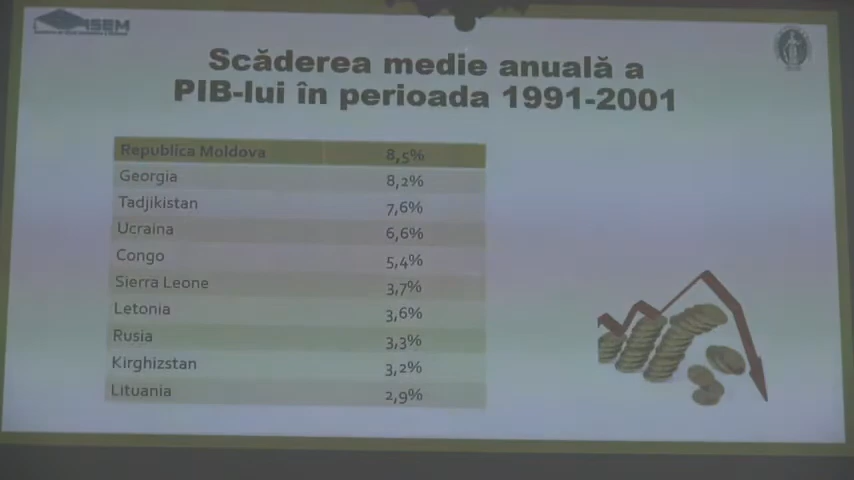 ASEM
Scăderea medie anuală a
PIB-lui în perioada 1991-2001
Republica Moldova 8,5%
Georgia 8,2%
Tadjikistan 7,6%
Ucraina 6,6%
Congo 5,4%
Sierra Leone 3,7%
Letonia 3,6%
Rusia 3,3%
Kirghizstan 3,2%
Lituania 2,9%